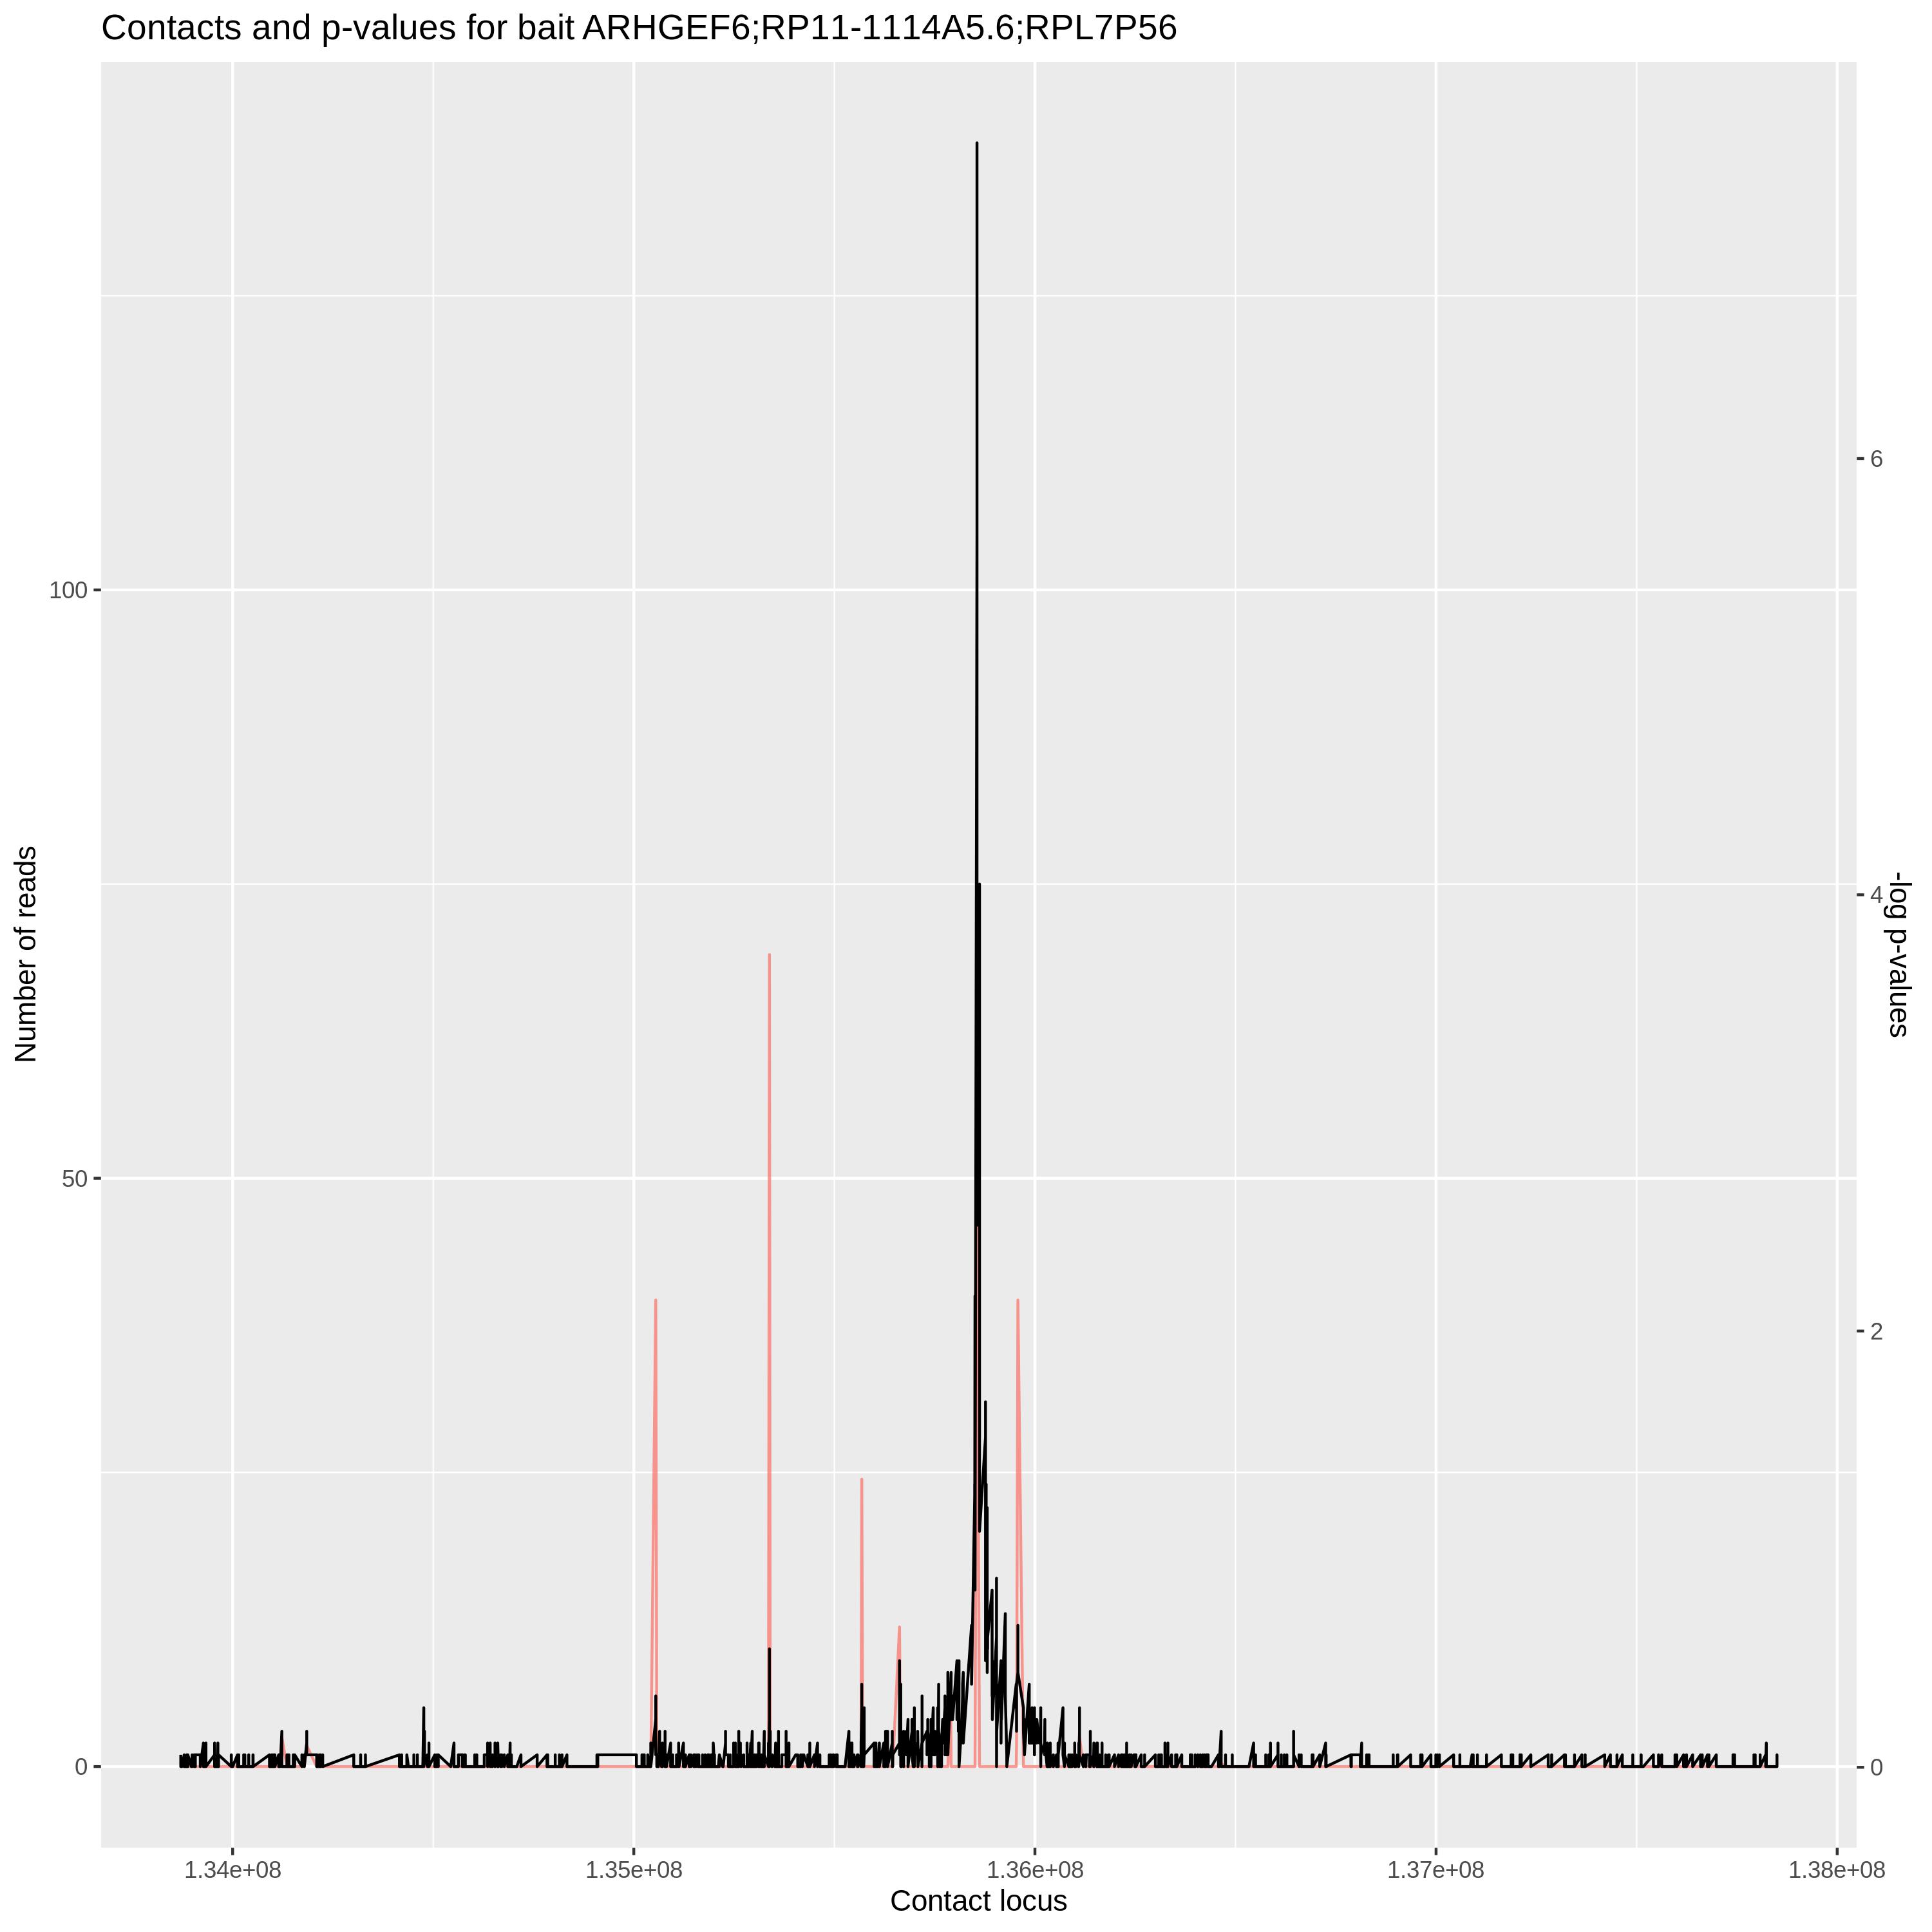 Contacts and p-values for bait ARHGEF6;RP11-1114A5.6;RPL7P56
Number of reads
100
50
0
6
4
2
0
-log p-values
1.34e+08 1.35e+08 1.36e+08 1.37e+08 1.38e+08
Contact locus